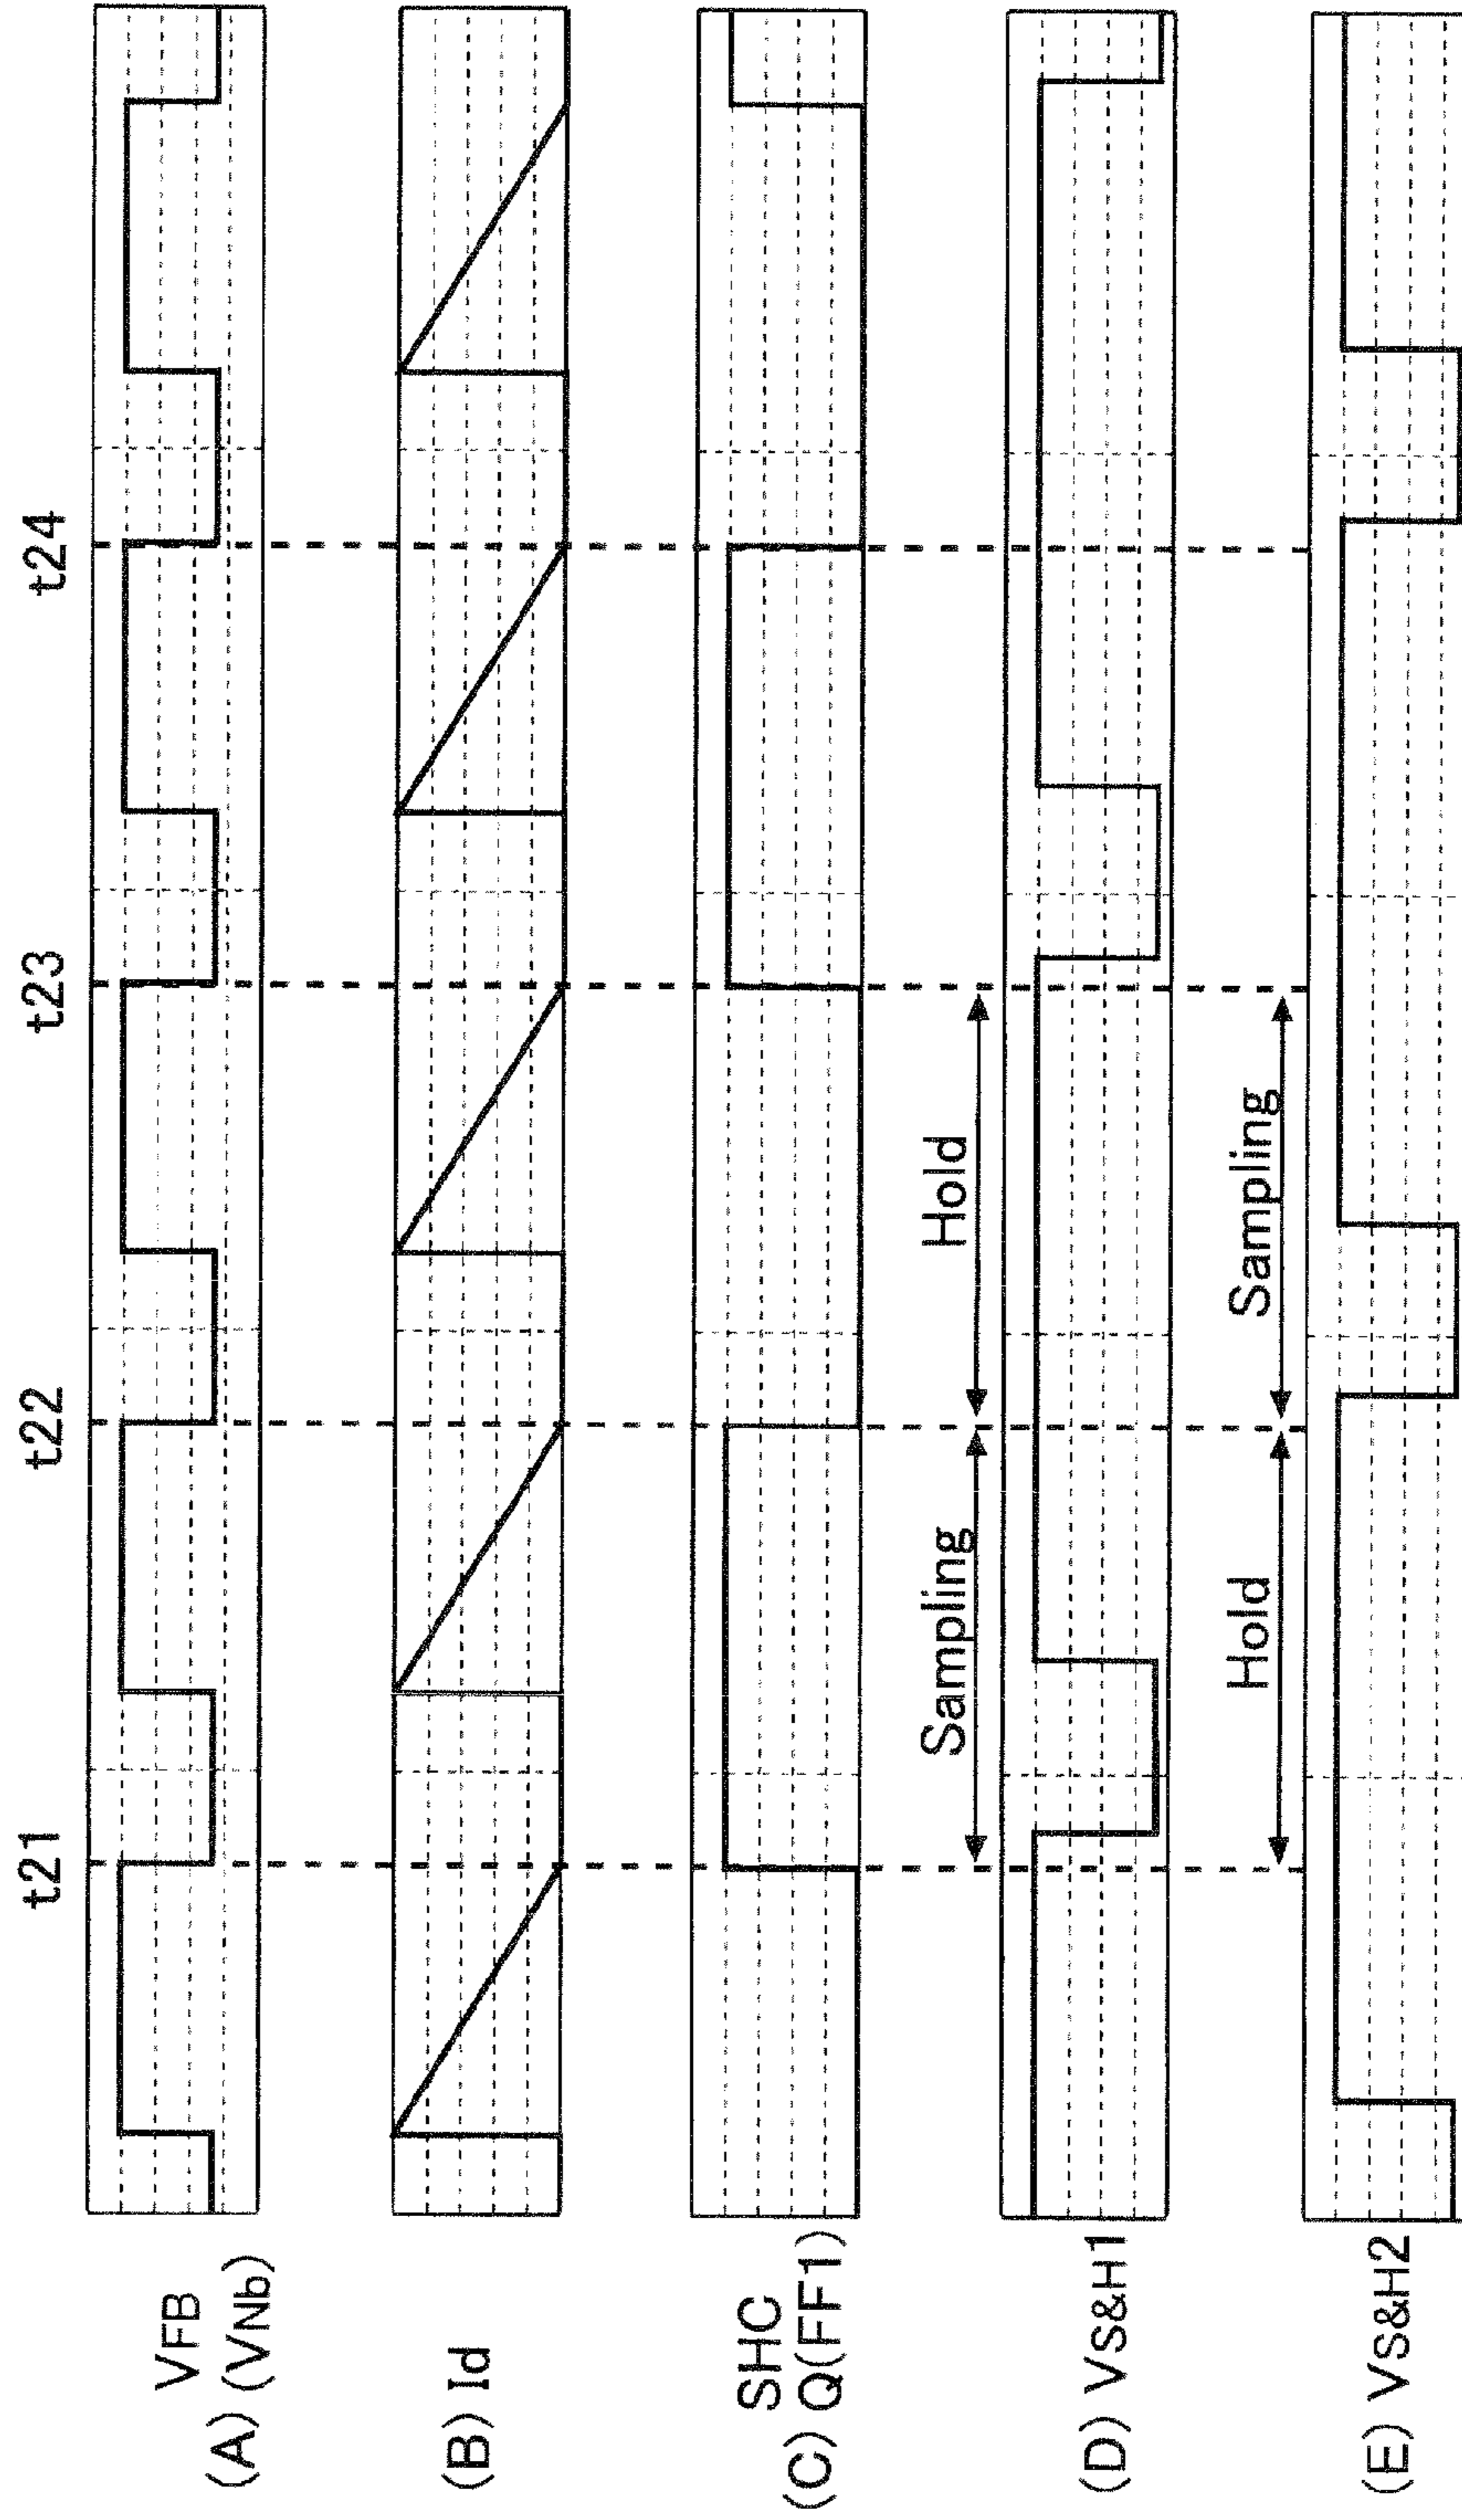 t21
t22
t23
t24
VFB
(A) (VNb)
(B) Id
SHC
(C) Q(FF1)
Sampling
Hold
(D) VS&H1
Hold
Sampling
(E) VS&H2